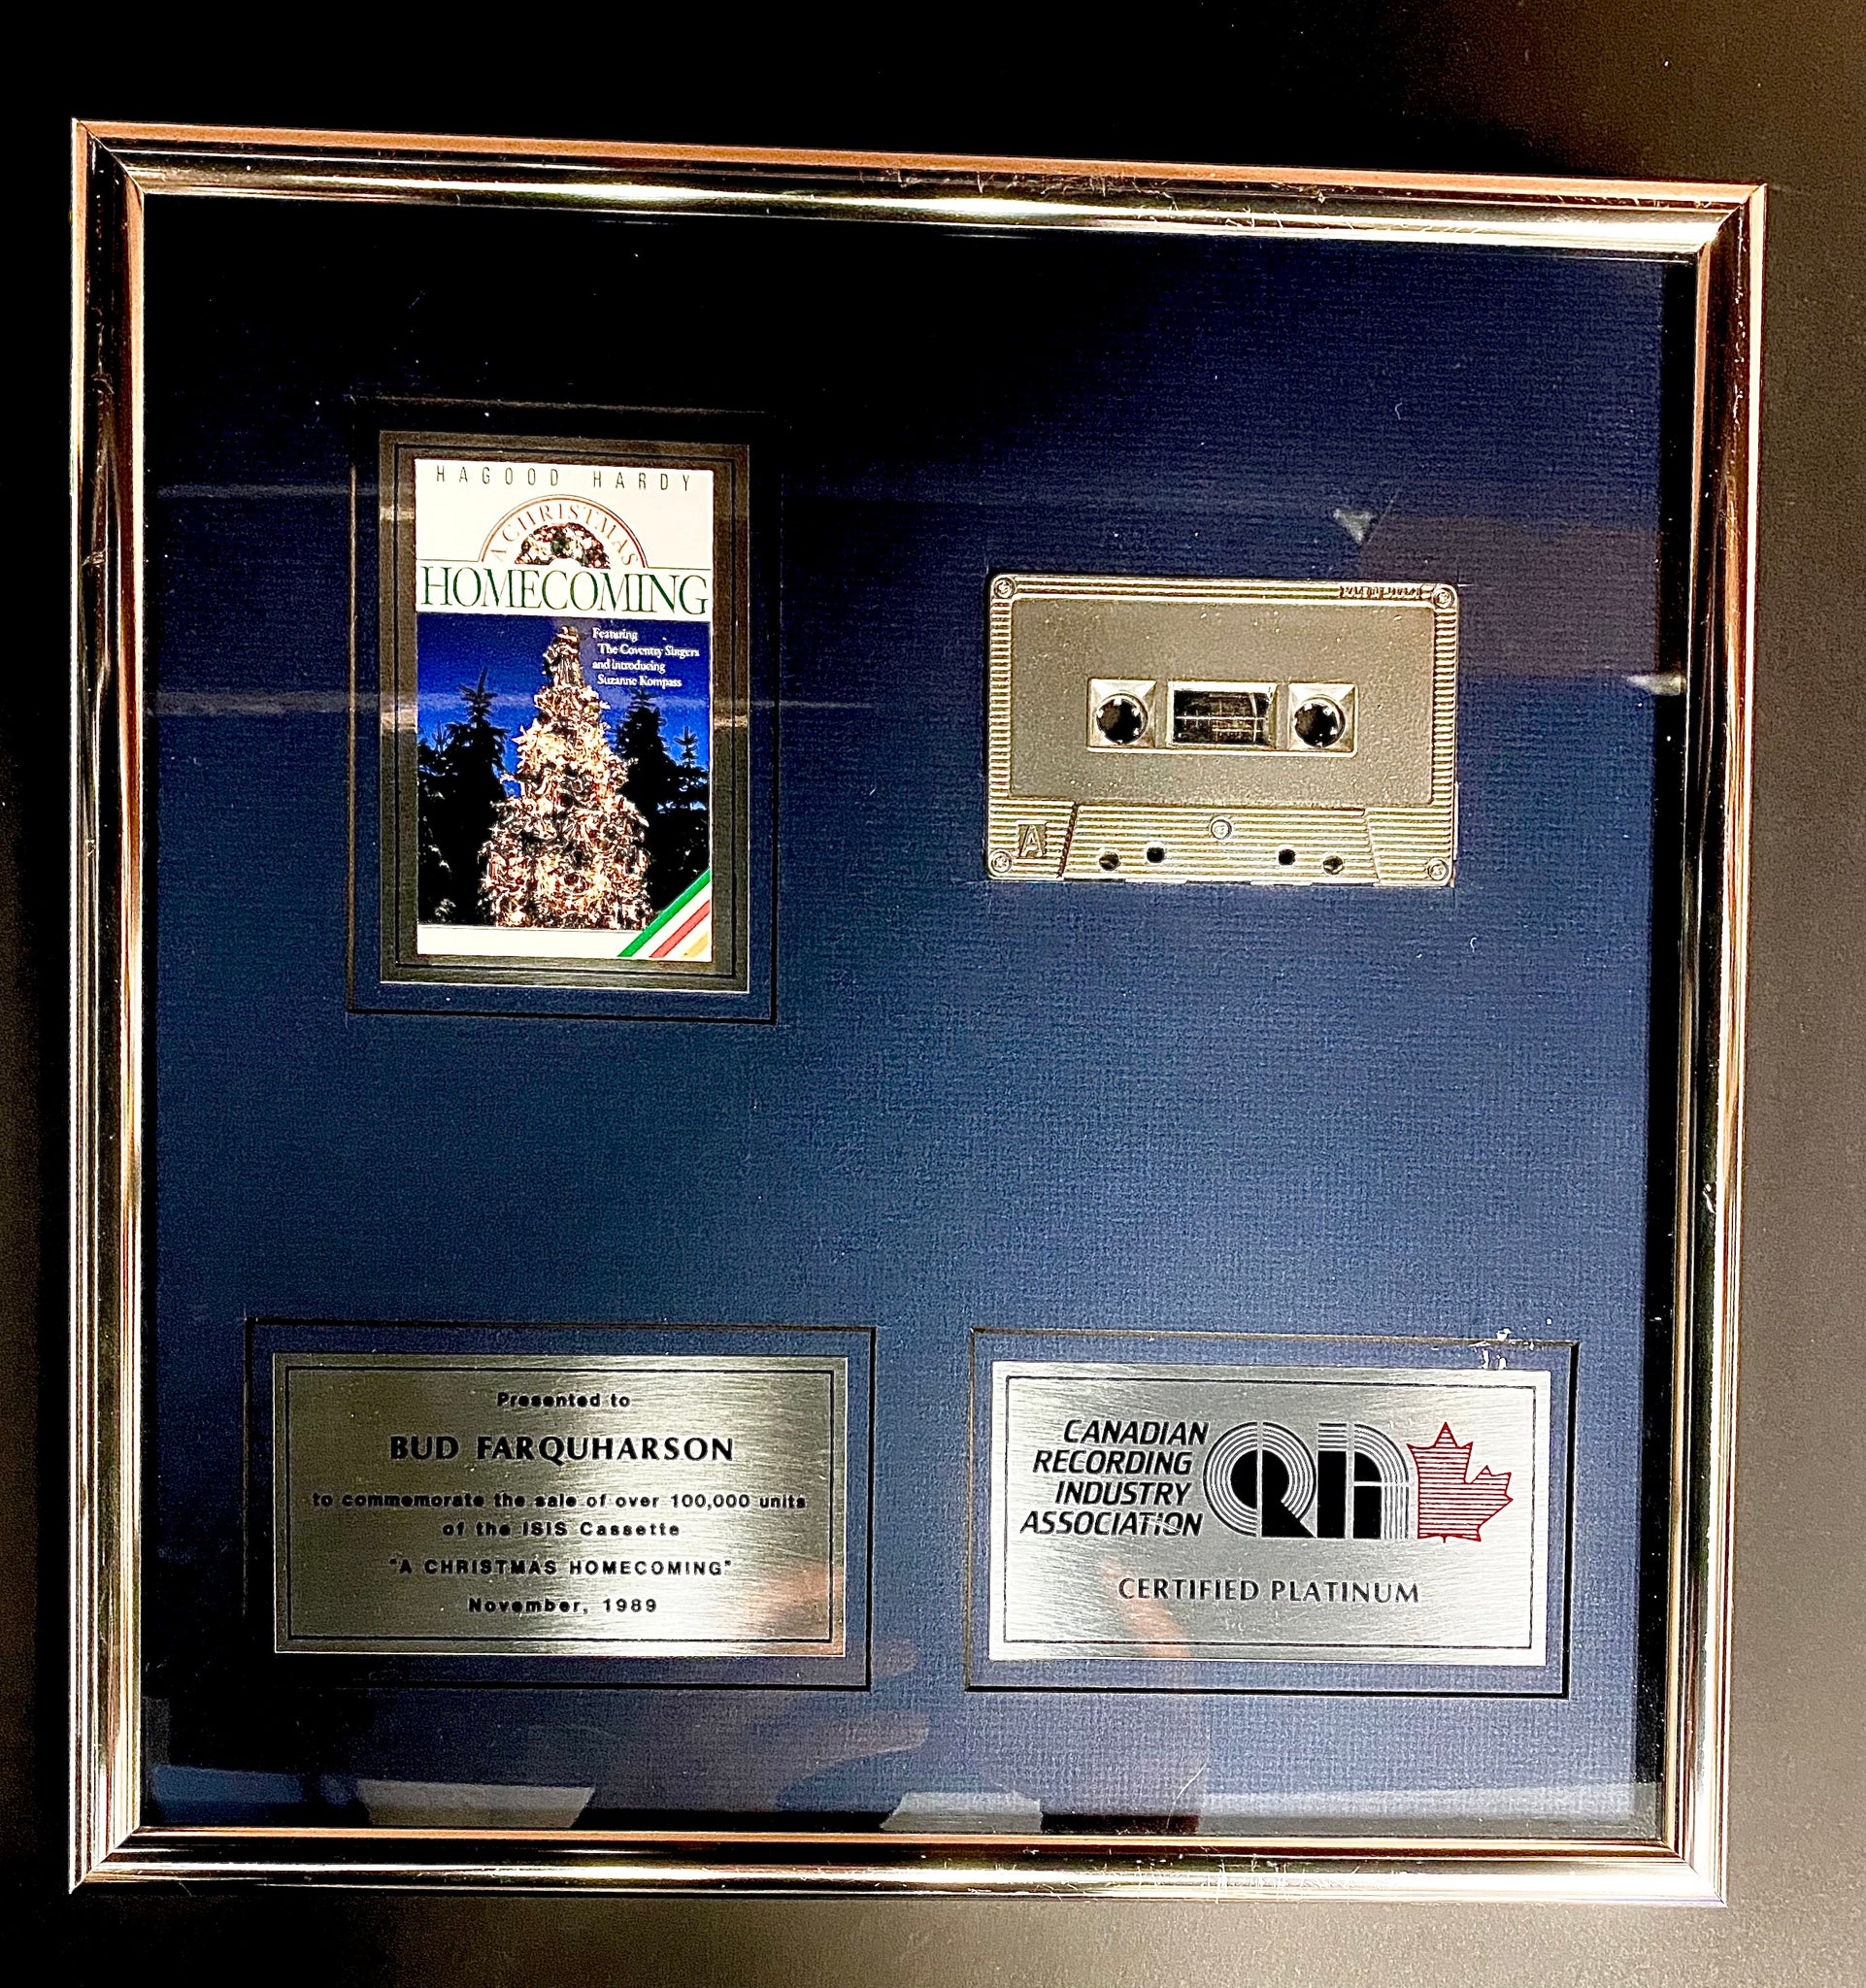 HAGOOD HARDY
A CHRISTMAS
HOMECOMING
Featuring
The Coventry Singers
and introducing
Suzanne Kompass
A
Presented to
BUD FARQUHARSON
to commemorate the sale of over 100,000 units
of the ISIS Cassette
"A CHRISTMAS HOMECOMING"
November, 1989
CANADIAN
RECORDING
INDUSTRY
ASSOCIATION
CERTIFIED PLATINUM